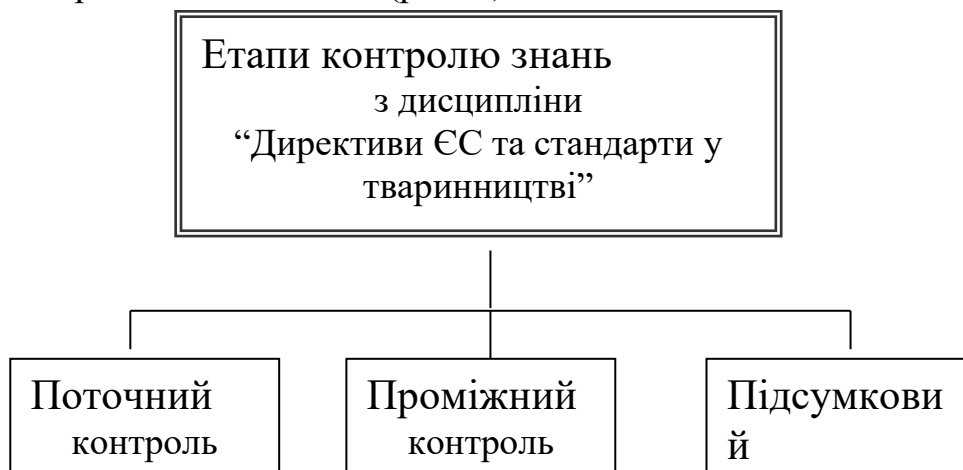 Етапи контролю знань
з дисципліни
“Директиви ЄС та стандарти у
тваринництві”
Поточний
контроль
Проміжний
контроль
Підсумкови
й